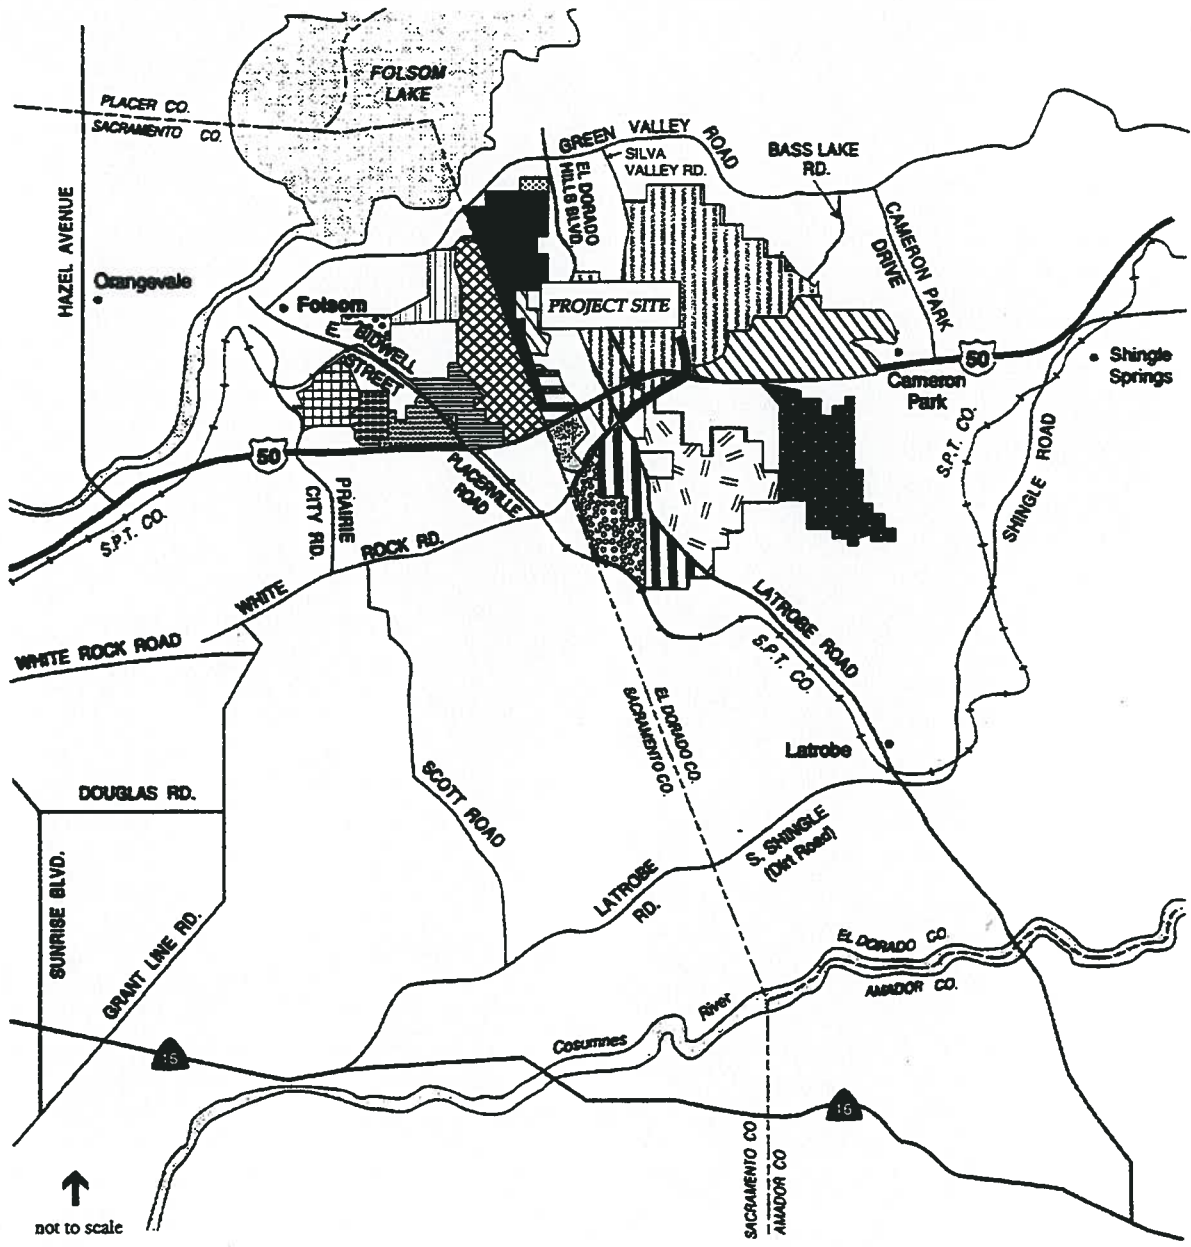 FOLSOM
LAKE
PLACER CO.
SACRAMENTO CO.
GREEN VALLEY ROAD
SILVA
VALLEY RD.
BASS LAKE
RD.
HAZEL AVENUE
EL DORADO
HILLS BLVD.
CAMERON PARK
DRIVE
Orangevale
Folsom
PROJECT SITE
E. BIDWELL
STREET
50
Shingle
Springs
Cameron
Park
50
S.P.T. CO.
SHINGLE ROAD
PLACERVILLE
ROAD
PRAIRIE
CITY RD.
S.P.T. CO.
WHITE ROCK RD.
WHITE ROCK ROAD
LATROBE ROAD
S.P.T. CO.
EL DORADO CO.
SACRAMENTO CO.
Latrobe
DOUGLAS RD.
SCOTT ROAD
S. SHINGLE
(Dirt Road)
LATROBE
RD.
SUNRISE BLVD.
GRANT LINE RD.
EL DORADO CO.
AMADOR CO.
Cosumnes River
16
16
SACRAMENTO CO
AMADOR CO
not to scale